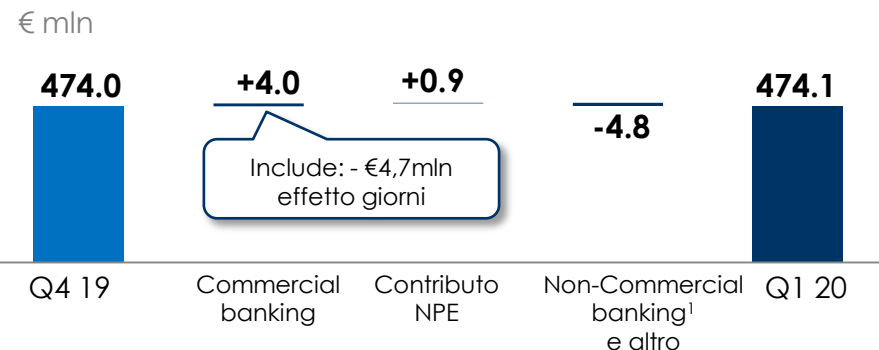 € mln
474.0
+4.0
+0.9
-4.8
474.1
Include: - €4,7mln
effetto giorni
Q4 19
Commercial
banking
Contributo
NPE
Non-Commercial
banking¹
e altro
Q1 20